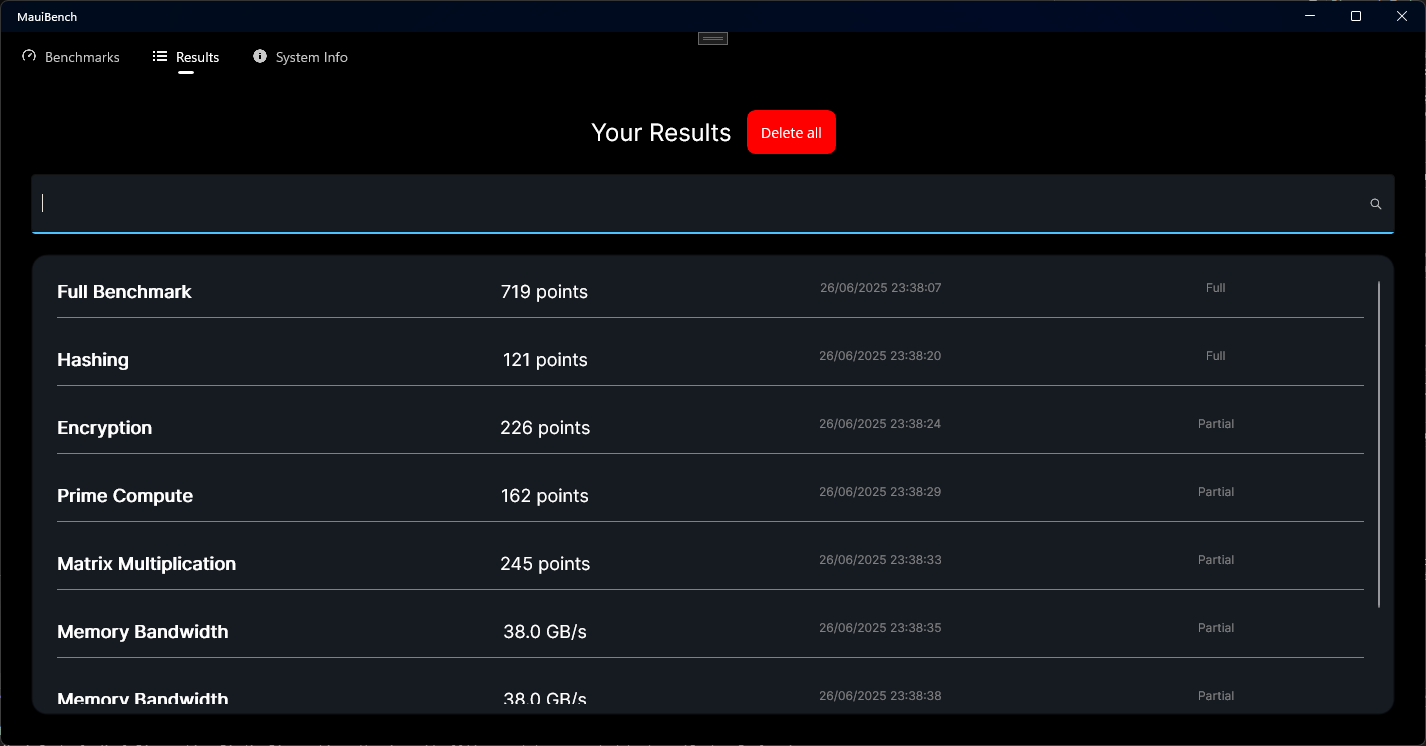 MauiBench
Benchmarks Results System Info
Your Results Delete all
Full Benchmark 719 points 26/06/2025 23:38:07 Full
Hashing 121 points 26/06/2025 23:38:20 Full
Encryption 226 points 26/06/2025 23:38:24 Partial
Prime Compute 162 points 26/06/2025 23:38:29 Partial
Matrix Multiplication 245 points 26/06/2025 23:38:33 Partial
Memory Bandwidth 38.0 GB/s 26/06/2025 23:38:35 Partial
Memory Bandwidth 38.0 GB/s 26/06/2025 23:38:38 Partial